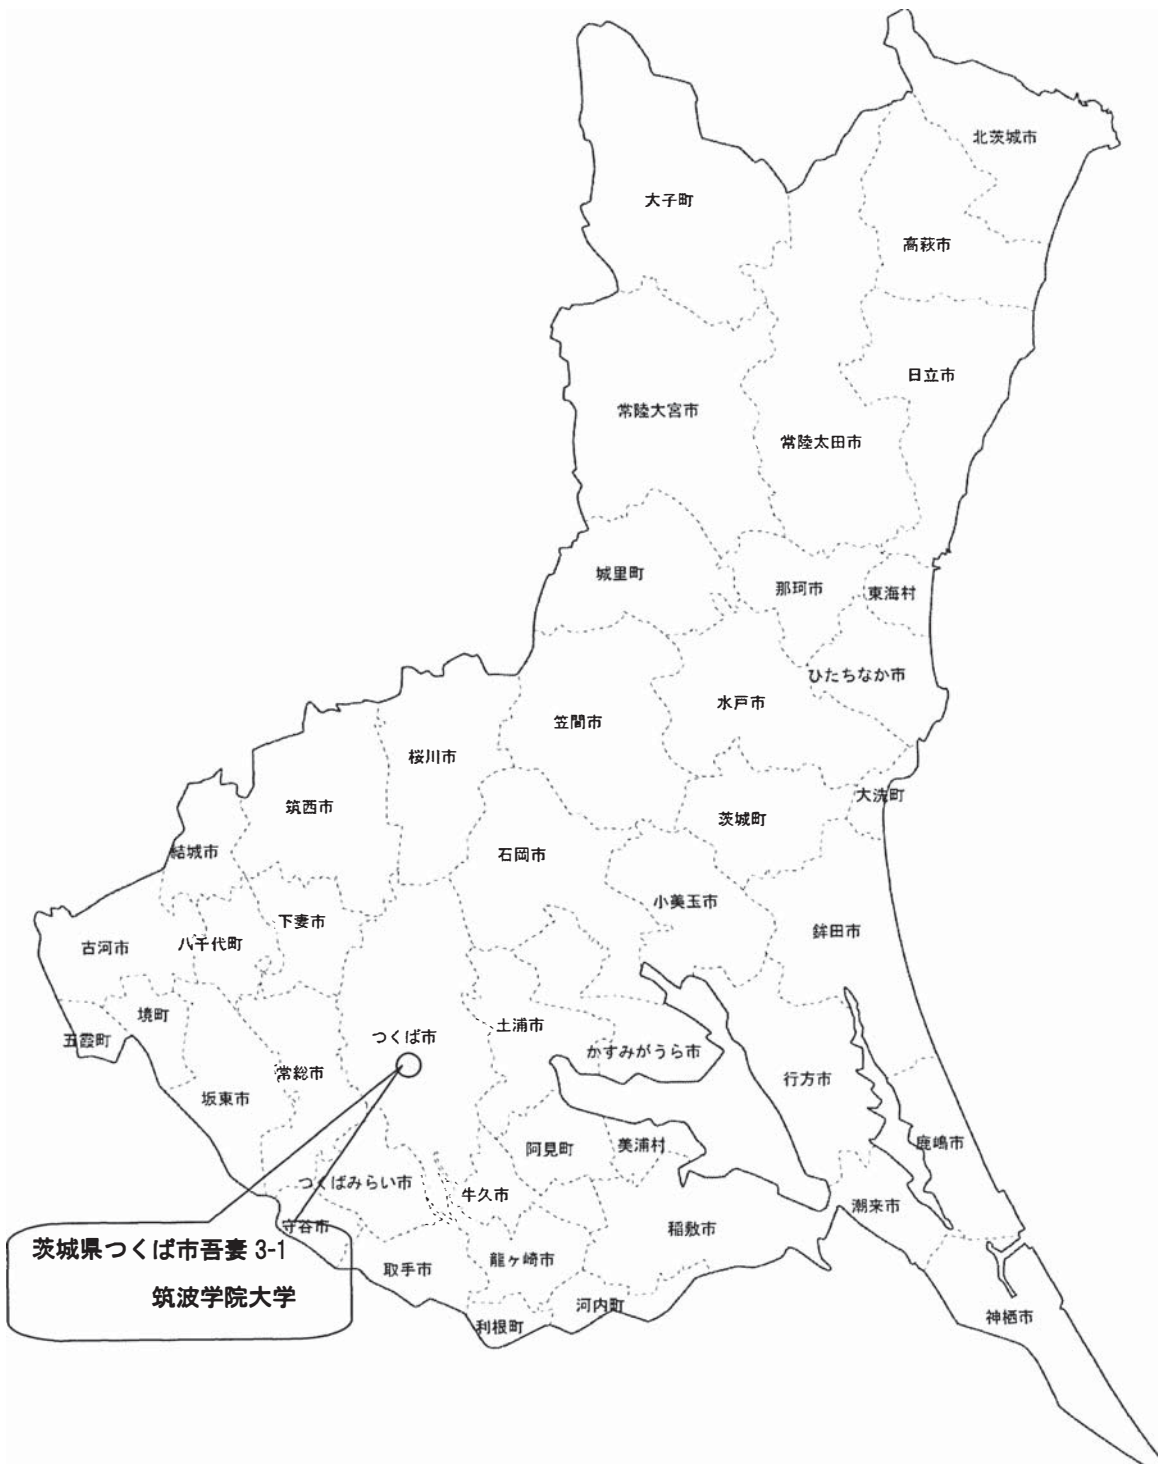 北茨城市
大子町
高萩市
日立市
常陸大宮市
常陸太田市
城里町
那珂市
東海村
ひたちなか市
水戸市
笠間市
桜川市
大洗町
筑西市
茨城町
結城市
石岡市
小美玉市
下妻市
鉾田市
八千代町
古河市
境町
土浦市
つくば市
五霞町
かすみがうら市
常総市
行方市
坂東市
鹿嶋市
阿見町
美浦村
つくばみらい市
牛久市
潮来市
守谷市
稲敷市
茨城県つくば市吾妻 3-1
筑波学院大学
龍ヶ崎市
取手市
河内町
神栖市
利根町